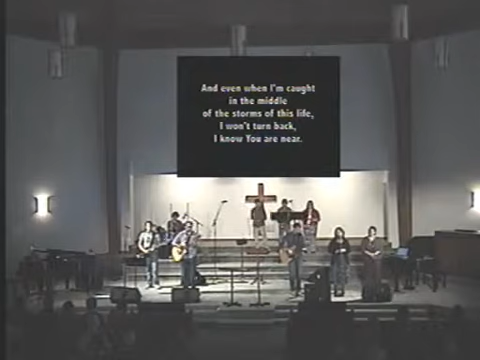 And even when I'm caught
in the middle
of the storms of this life,
I won't turn back,
I know You are near.